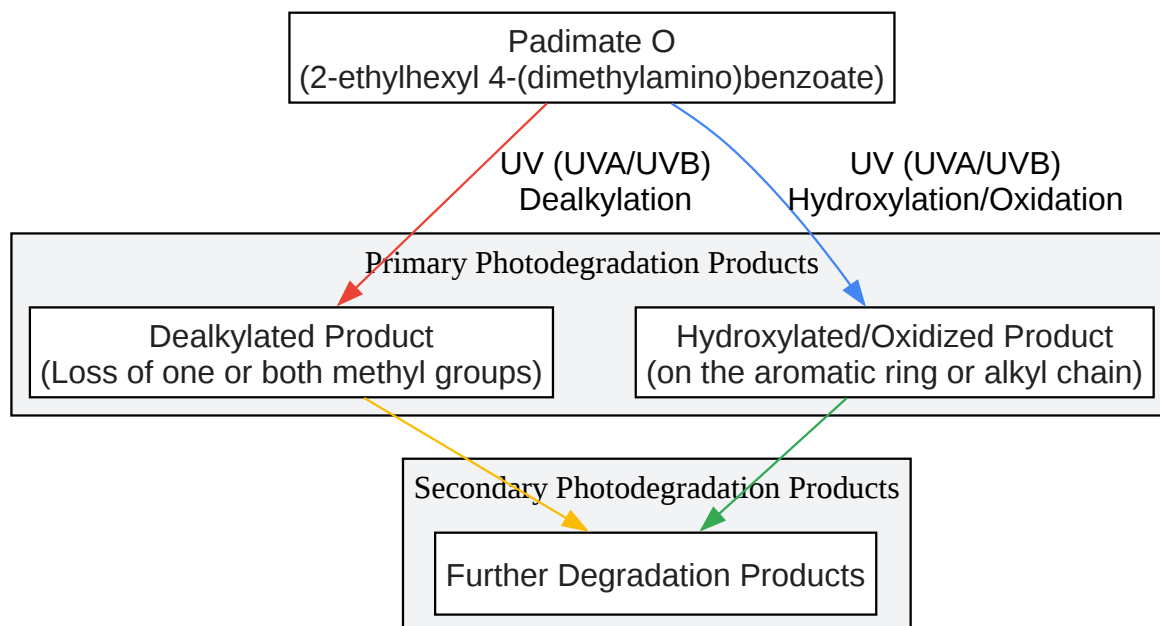 Padimate O
(2-ethylhexyl 4-(dimethylamino)benzoate)
UV (UVA/UVB)
Dealkylation
UV (UVA/UVB)
Hydroxylation/Oxidation
Primary Photodegradation Products
Dealkylated Product
(Loss of one or both methyl groups)
Hydroxylated/Oxidized Product
(on the aromatic ring or alkyl chain)
Secondary Photodegradation Products
Further Degradation Products